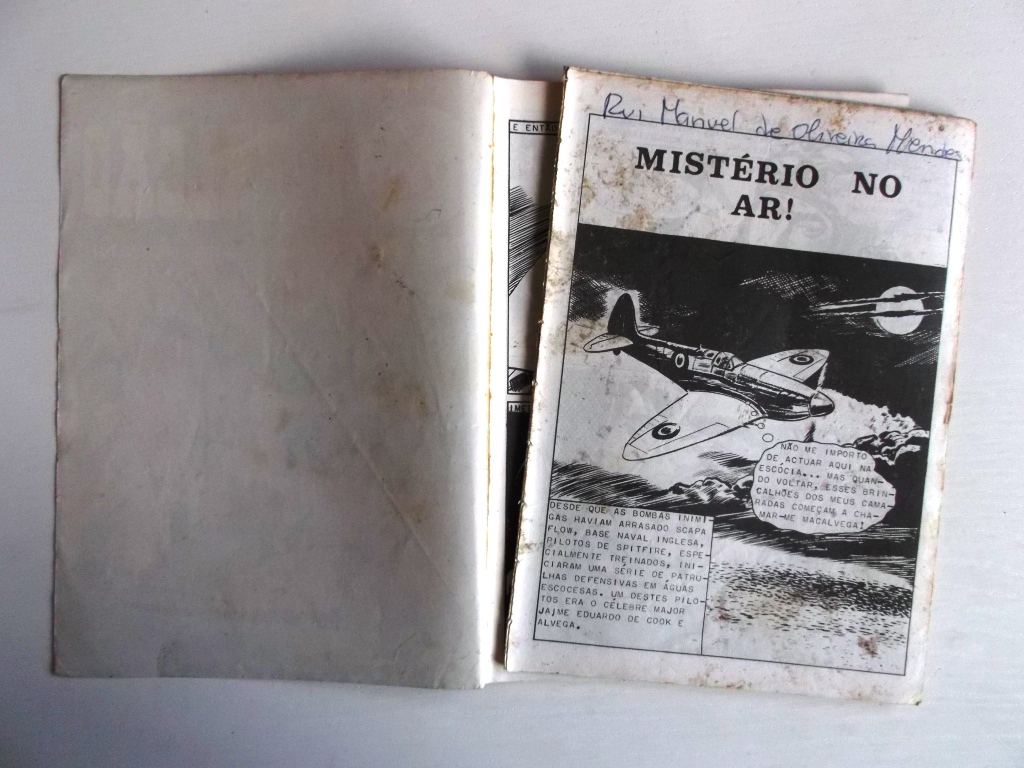 E ENTÃO
IME
Rui Manuel de Oliveira Mendes
MISTÉRIO NO
AR!
NÃO ME IMPORTO
DE ACTUAR AQUI NA
ESCÓCIA... MAS QUAN-
DO VOLTAR, ESSES BRIN-
CALHÕES DOS MEUS CAMA-
RADAS COMEÇAM A CHA-
MAR-ME MACALVEGA!
DESDE QUE AS BOMBAS INIMI-
GAS HAVIAM ARRASADO SCAPA
FLOW, BASE NAVAL INGLESA,
PILOTOS DE SPITFIRE, ESPE-
CIALMENTE TREINADOS, INI-
CIARAM UMA SÉRIE DE PATRU-
LHAS DEFENSIVAS EM ÁGUAS
ESCOCESAS. UM DESTES PILO-
TOS ERA O CÉLEBRE MAJOR
JAIME EDUARDO DE COOK E
ALVEGA.